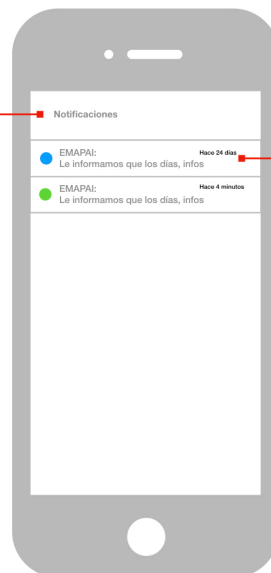 Notificaciones
EMAPAI:
Hace 24 días
Le informamos que los días, infos
EMAPAI:
Hace 4 minutos
Le informamos que los días, infos